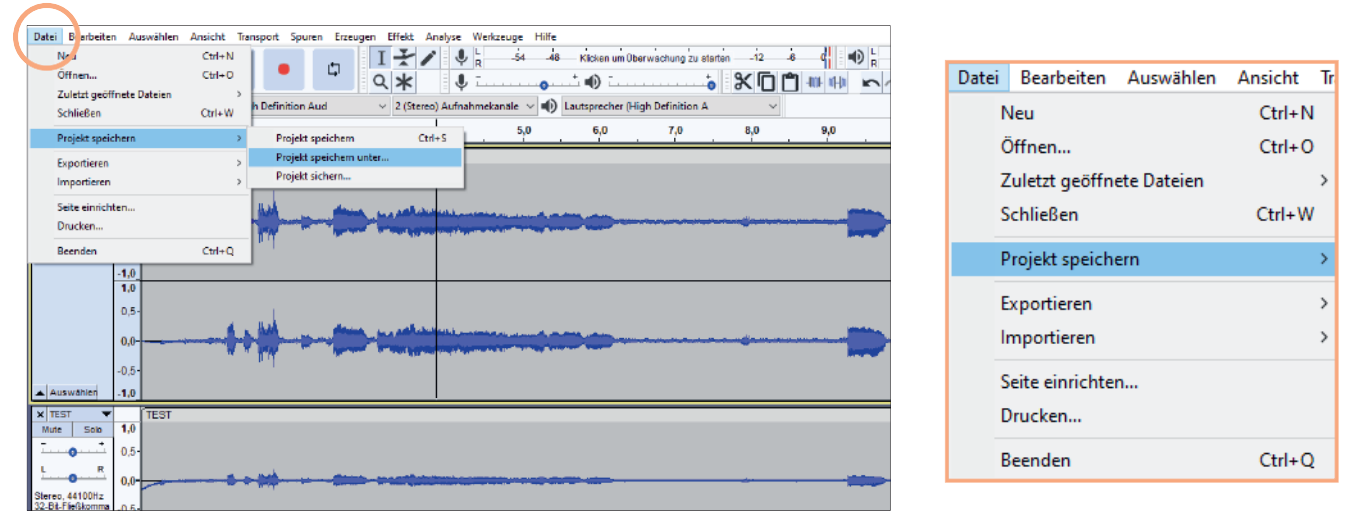 Datei Bearbeiten Auswählen Ansicht Transport Spuren Erzeugen Effekt Analyse Werkzeuge Hilfe
Neu Ctrl+N
Öffnen... Ctrl+O
Zuletzt geöffnete Dateien >
Schließen Ctrl+W
Projekt speichern >
Exportieren >
Importieren >
Seite einrichten...
Drucken...
Beenden Ctrl+Q
Projekt speichern Ctrl+S
Projekt speichern unter...
Projekt sichern...
L
R
-54 -48 Klicken um Überwachung zu starten -12 -6 0
L
R
h Definition Aud 2 (Stereo) Aufnahmekanäle Lautsprecher (High Definition A
5,0 6,0 7,0 8,0 9,0
-1,0
1,0
0,5
0,0
-0,5
-1,0
Auswählen
X TEST TEST
Mute Solo 1,0
- +
0,5
L R
0,0
Stereo, 44100Hz
32-Bit-Fließkomma
-0,5
Datei Bearbeiten Auswählen Ansicht Tr
Neu Ctrl+N
Öffnen... Ctrl+O
Zuletzt geöffnete Dateien >
Schließen Ctrl+W
Projekt speichern >
Exportieren >
Importieren >
Seite einrichten...
Drucken...
Beenden Ctrl+Q